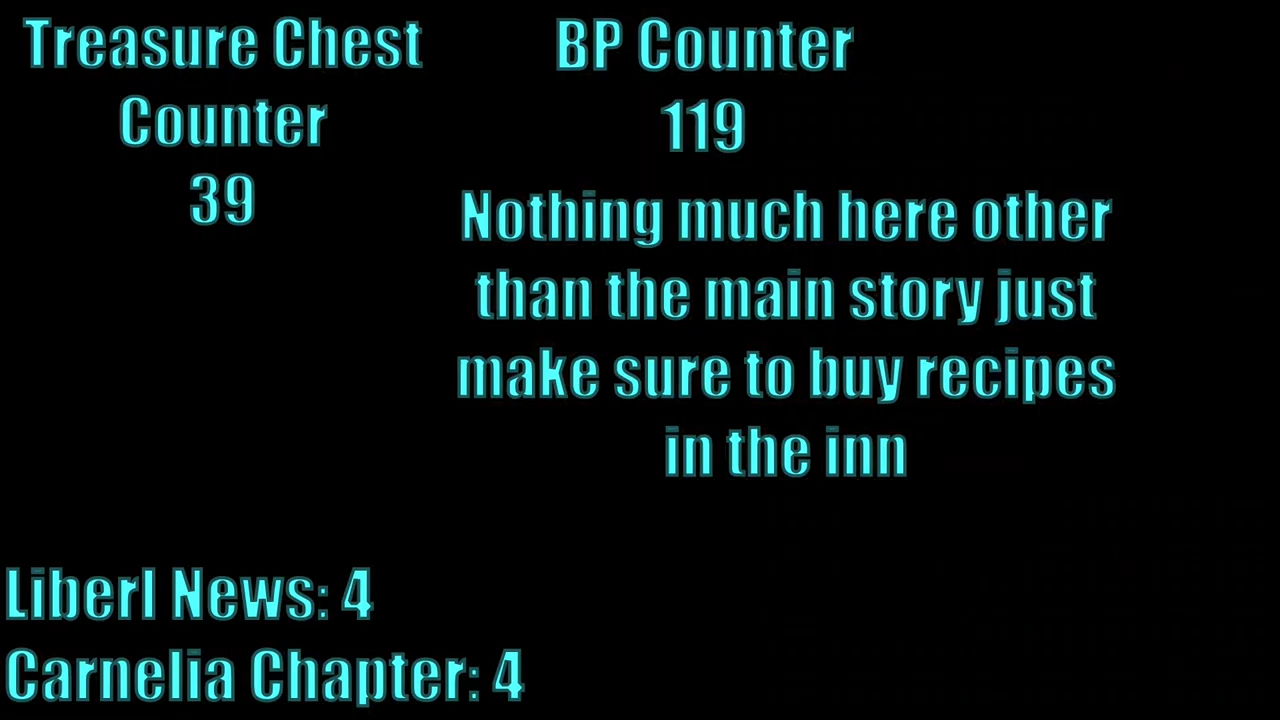 Treasure Chest
Counter
39
BP Counter
119
Nothing much here other
than the main story just
make sure to buy recipes
in the inn
Liberl News: 4
Carnelia Chapter: 4